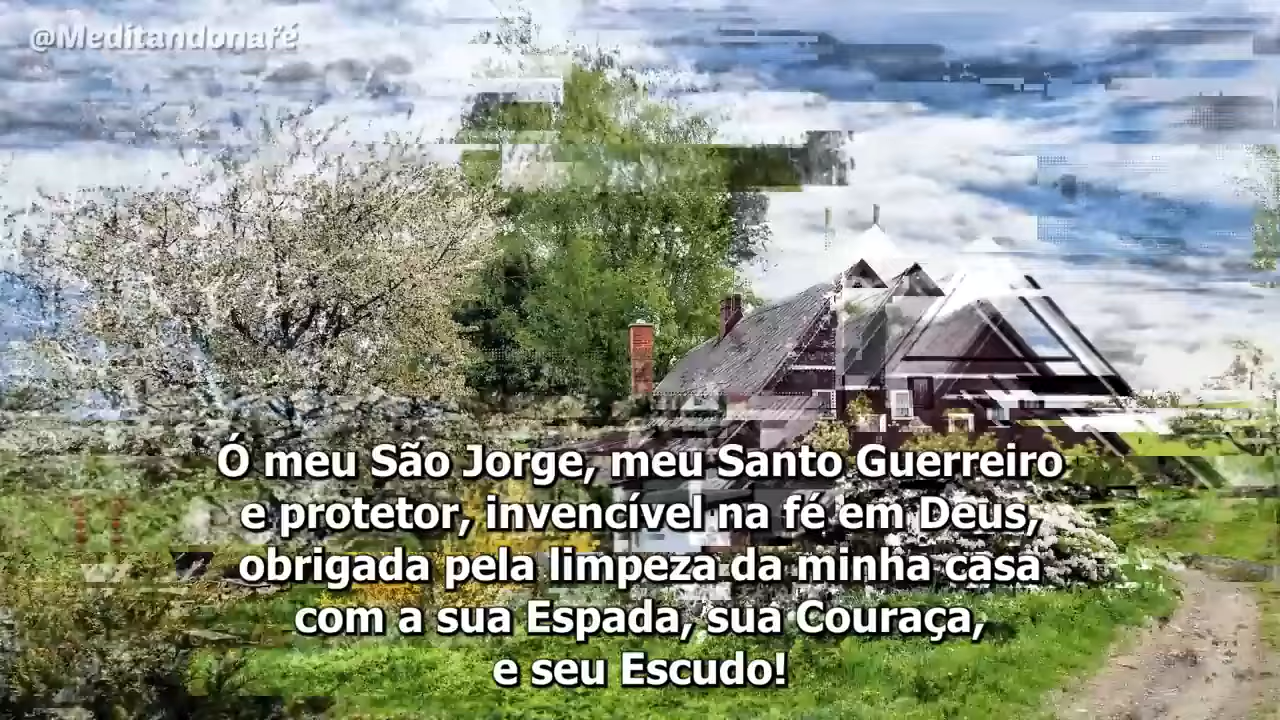 @Meditandonafé
Ó meu São Jorge, meu Santo Guerreiro
e protetor, invencível na fé em Deus,
obrigada pela limpeza da minha casa
com a sua Espada, sua Couraça,
e seu Escudo!